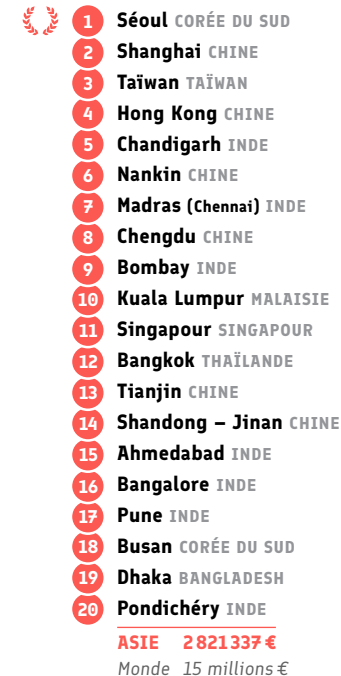 1 Séoul CORÉE DU SUD
2 Shanghai CHINE
3 Taïwan TAÏWAN
4 Hong Kong CHINE
5 Chandigarh INDE
6 Nankin CHINE
7 Madras (Chennai) INDE
8 Chengdu CHINE
9 Bombay INDE
10 Kuala Lumpur MALAISIE
11 Singapour SINGAPOUR
12 Bangkok THAÏLANDE
13 Tianjin CHINE
14 Shandong – Jinan CHINE
15 Ahmedabad INDE
16 Bangalore INDE
17 Pune INDE
18 Busan CORÉE DU SUD
19 Dhaka BANGLADESH
20 Pondichéry INDE
ASIE 2 821 337 €
Monde 15 millions €